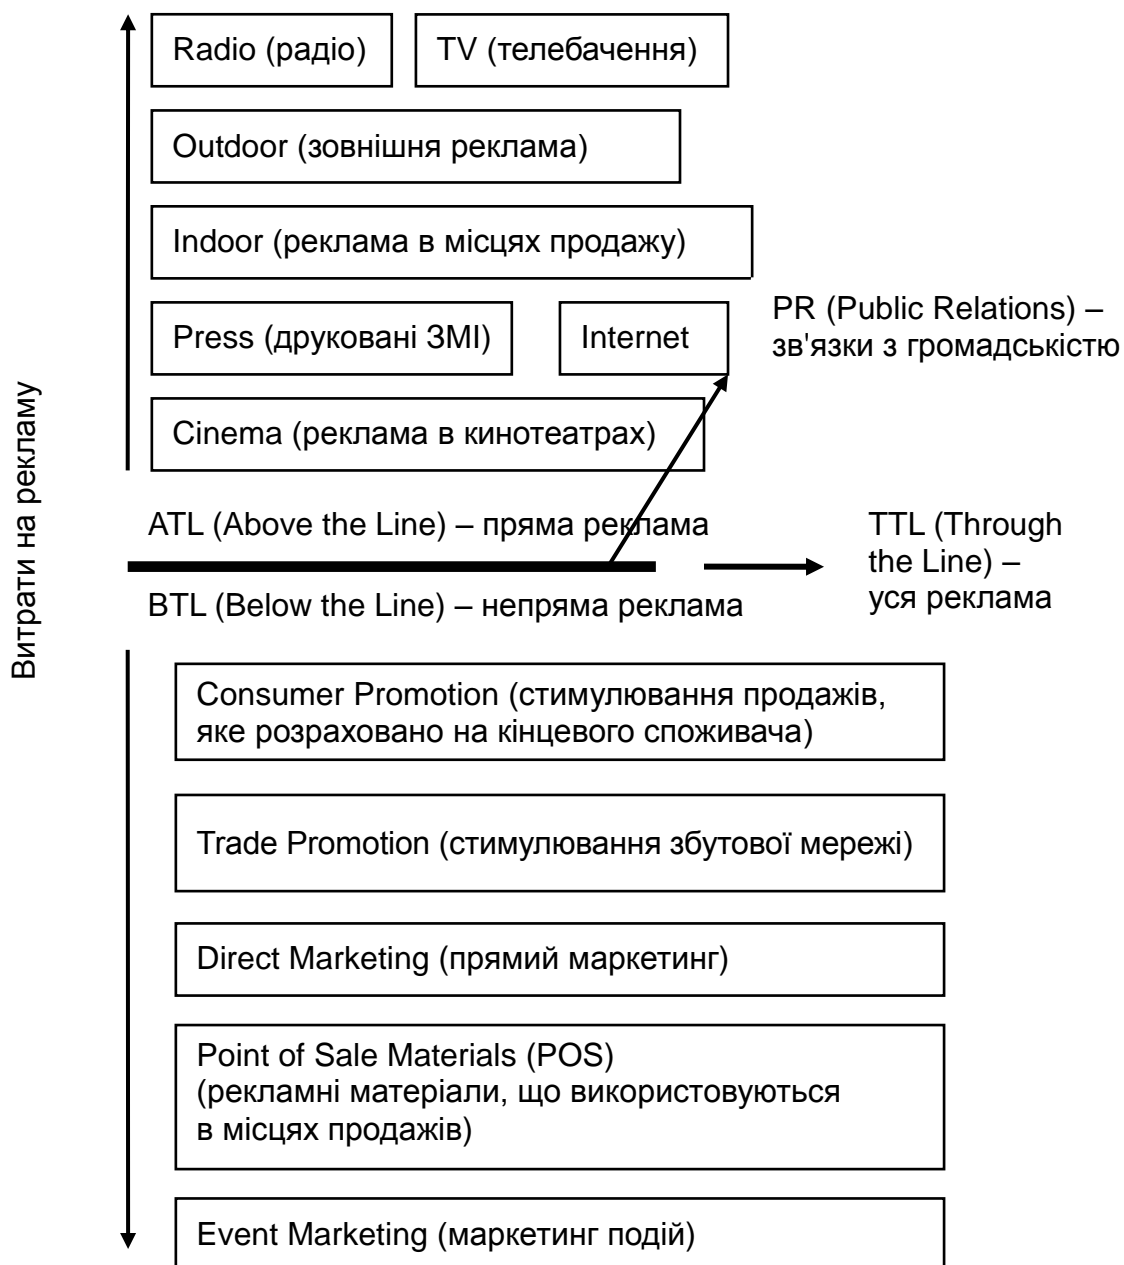 Radio (радіо)
TV (телебачення)
Outdoor (зовнішня реклама)
Indoor (реклама в місцях продажу)
Press (друковані ЗМІ)
Internet
PR (Public Relations) –
зв'язки з громадськістю
Cinema (реклама в кинотеатрах)
Витрати на рекламу
ATL (Above the Line) – пряма реклама
TTL (Through
the Line) –
уся реклама
BTL (Below the Line) – непряма реклама
Consumer Promotion (стимулювання продажів,
яке розраховано на кінцевого споживача)
Trade Promotion (стимулювання збутової мережі)
Direct Marketing (прямий маркетинг)
Point of Sale Materials (POS)
(рекламні матеріали, що використовуються
в місцях продажів)
Event Marketing (маркетинг подій)